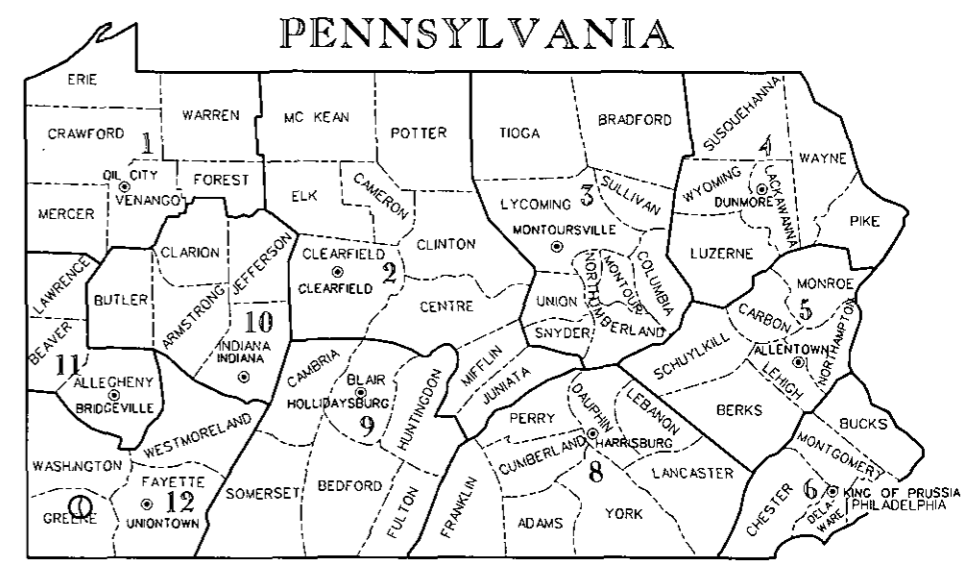 PENNSYLVANIA
ERIE
CRAWFORD
1
WARREN
MC KEAN
POTTER
TIOGA
BRADFORD
SUSQUEHANNA
4
WAYNE
OIL CITY
VENANGO
FOREST
ELK
CAMERON
LYCOMING
3
SULLIVAN
WYOMING
DUNMORE
LACKAWANNA
PIKE
MERCER
CLARION
JEFFERSON
CLEARFIELD
CLEARFIELD
2
CLINTON
MONTOURSVILLE
COLUMBIA
LUZERNE
LAWRENCE
BUTLER
ARMSTRONG
10
INDIANA
INDIANA
CENTRE
UNION
NORTHUMBERLAND
MONTOUR
SNYDER
MONROE
5
CARBON
NORTHAMPTON
ALLENTOWN
LEHIGH
SCHUYLKILL
BERKS
BEAVER
11
ALLEGHENY
BRIDGEVILLE
CAMBRIA
BLAIR
HOLLIDAYSBURG
9
HUNTINGDON
MIFFLIN
JUNIATA
PERRY
DAUPHIN
LEBANON
HARRISBURG
CUMBERLAND
8
BUCKS
MONTGOMERY
WASHINGTON
WESTMORELAND
FAYETTE
12
UNIONTOWN
GREENE
SOMERSET
BEDFORD
FULTON
FRANKLIN
ADAMS
YORK
LANCASTER
CHESTER
6
DELA-
WARE
KING OF PRUSSIA
PHILADELPHIA